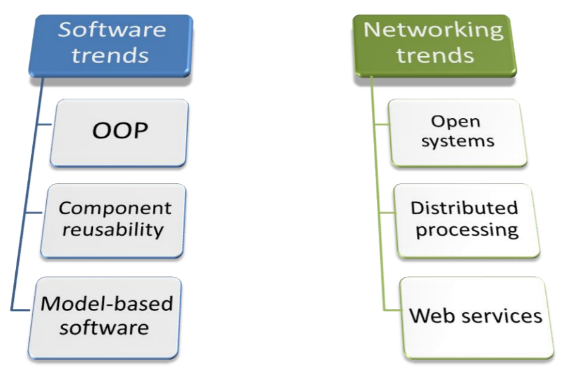 Software
trends
OOP
Component
reusability
Model-based
software
Networking
trends
Open
systems
Distributed
processing
Web services